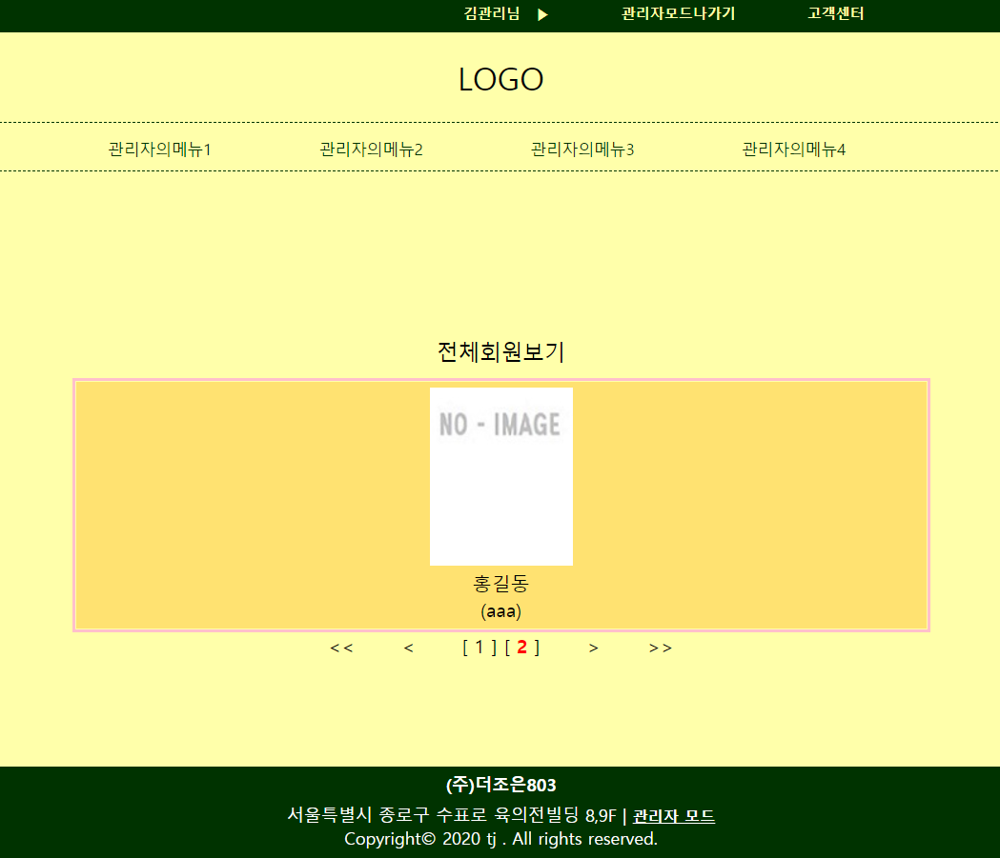 김관리님 ▶ 관리자모드나가기 고객센터
LOGO
관리자의메뉴1 관리자의메뉴2 관리자의메뉴3 관리자의메뉴4
전체회원보기
NO - IMAGE
홍길동
(aaa)
<< < [ 1 ] [ 2 ] > >>
(주)더조은803
서울특별시 종로구 수표로 육의전빌딩 8,9F | 관리자 모드
Copyright© 2020 tj . All rights reserved.